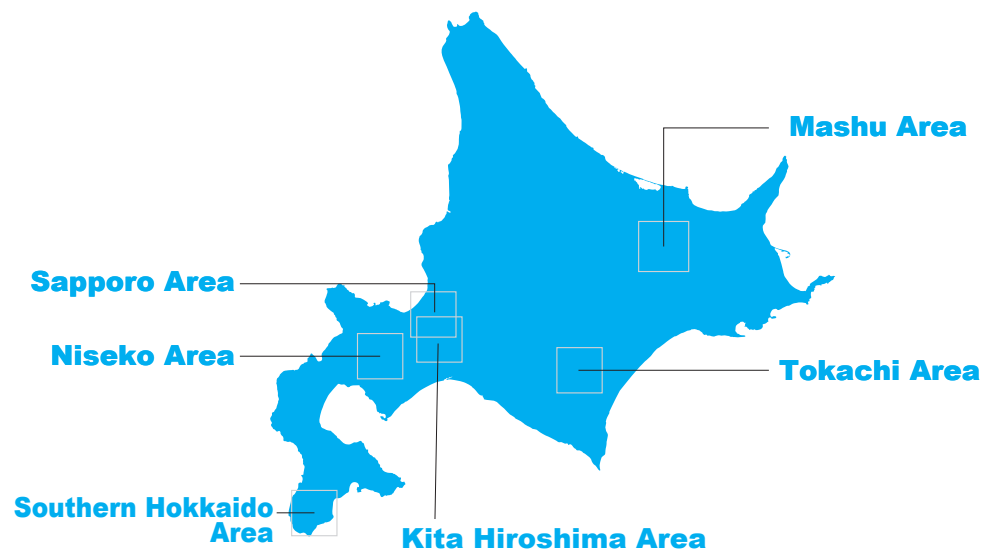 Mashu Area
Sapporo Area
Niseko Area
Tokachi Area
Southern Hokkaido
Area
Kita Hiroshima Area